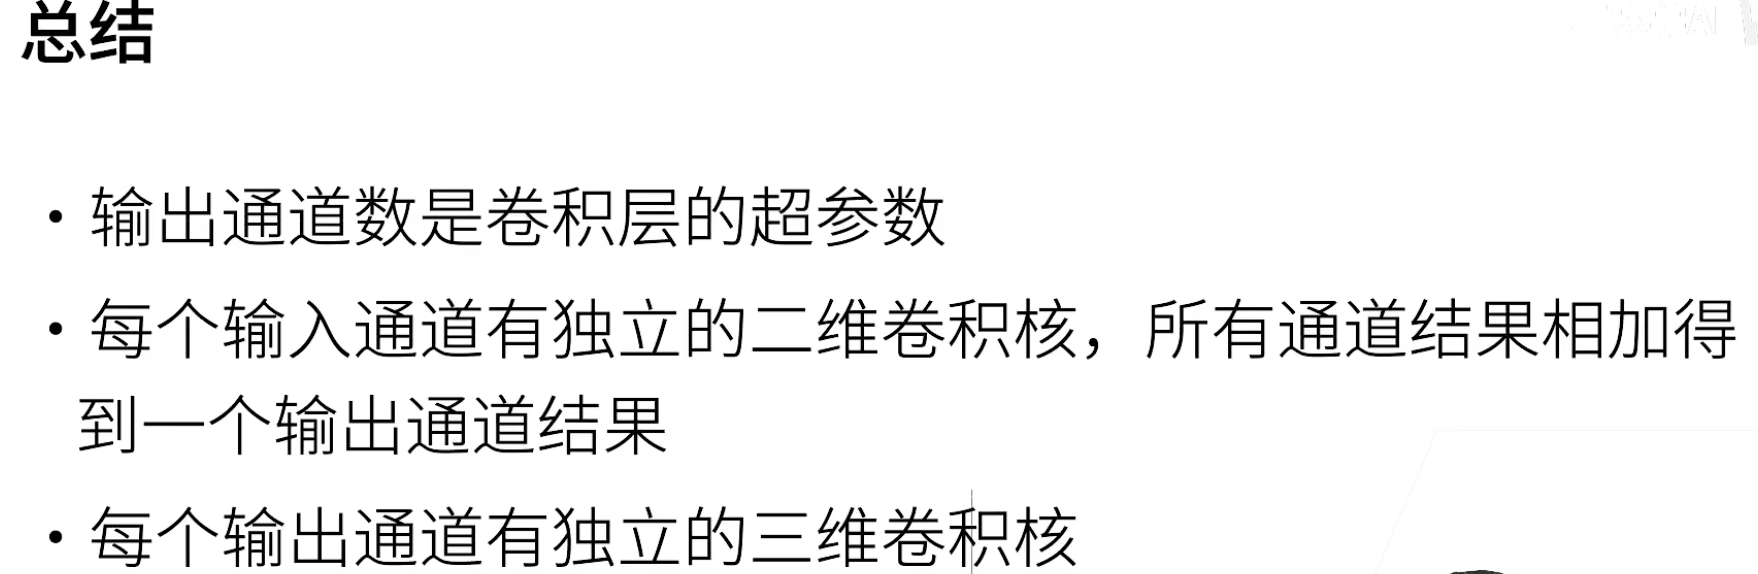 总结
• 输出通道数是卷积层的超参数
• 每个输入通道有独立的二维卷积核，所有通道结果相加得
到一个输出通道结果
• 每个输出通道有独立的三维卷积核